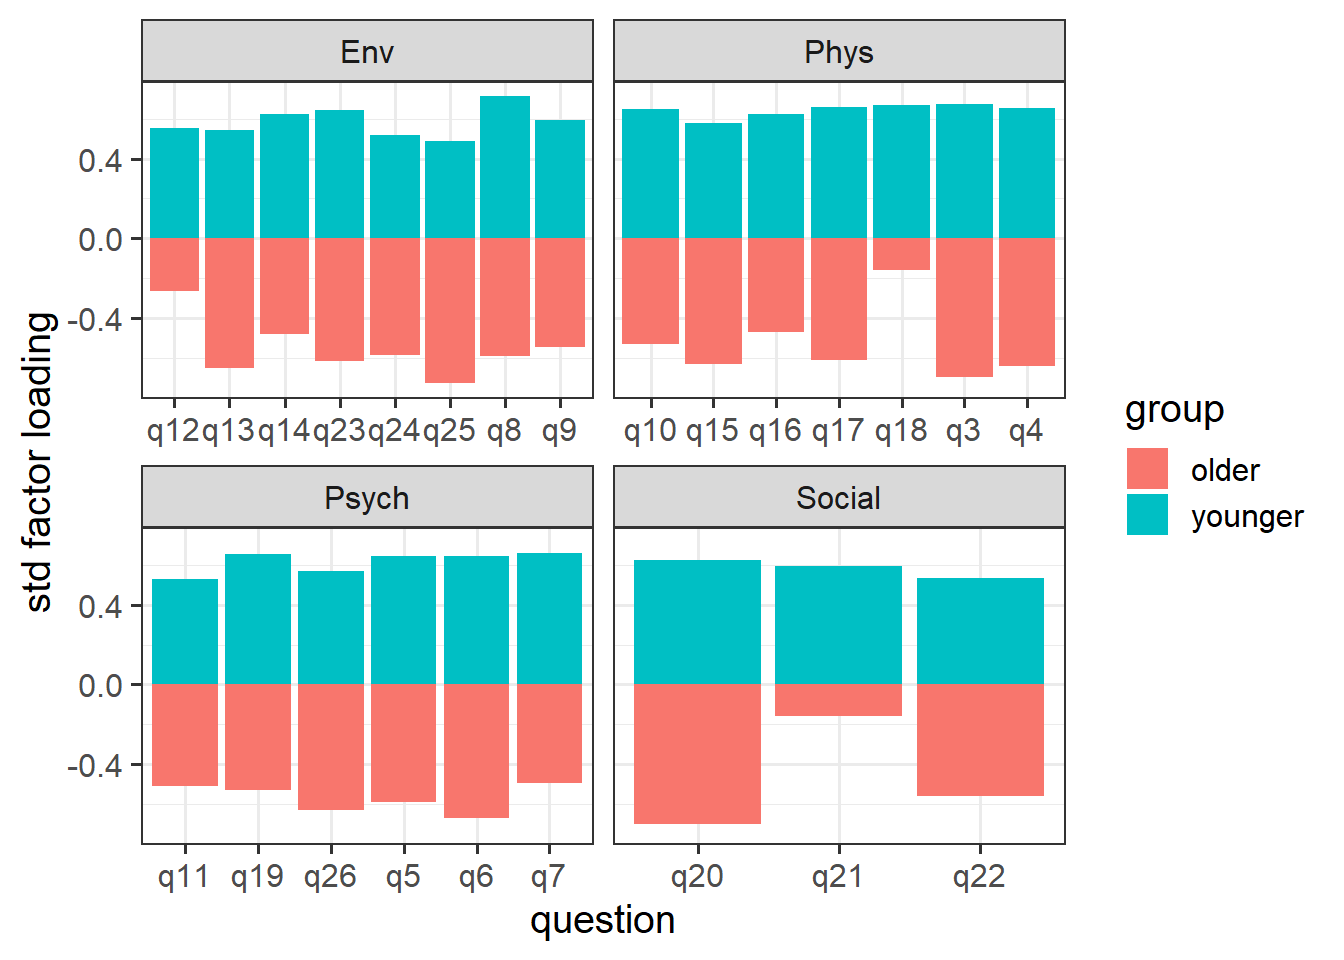 Env
Phys
0.4
0.0
-0.4
q12 q13 q14 q23 q24 q25 q8 q9
q10 q15 q16 q17 q18 q3 q4
Psych
Social
0.4
0.0
-0.4
q11 q19 q26 q5 q6 q7
q20 q21 q22
question
std factor loading
group
older
younger